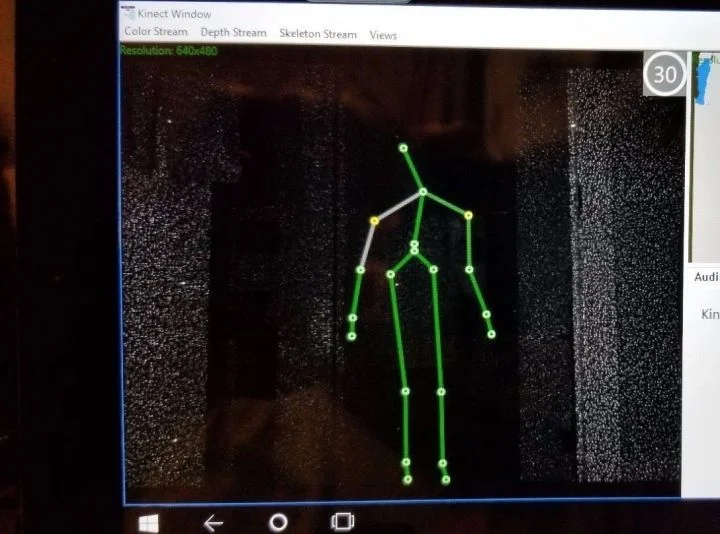 Kinect Window
Color Stream Depth Stream Skeleton Stream Views
Resolution: 640x480
30
Audi
Kin